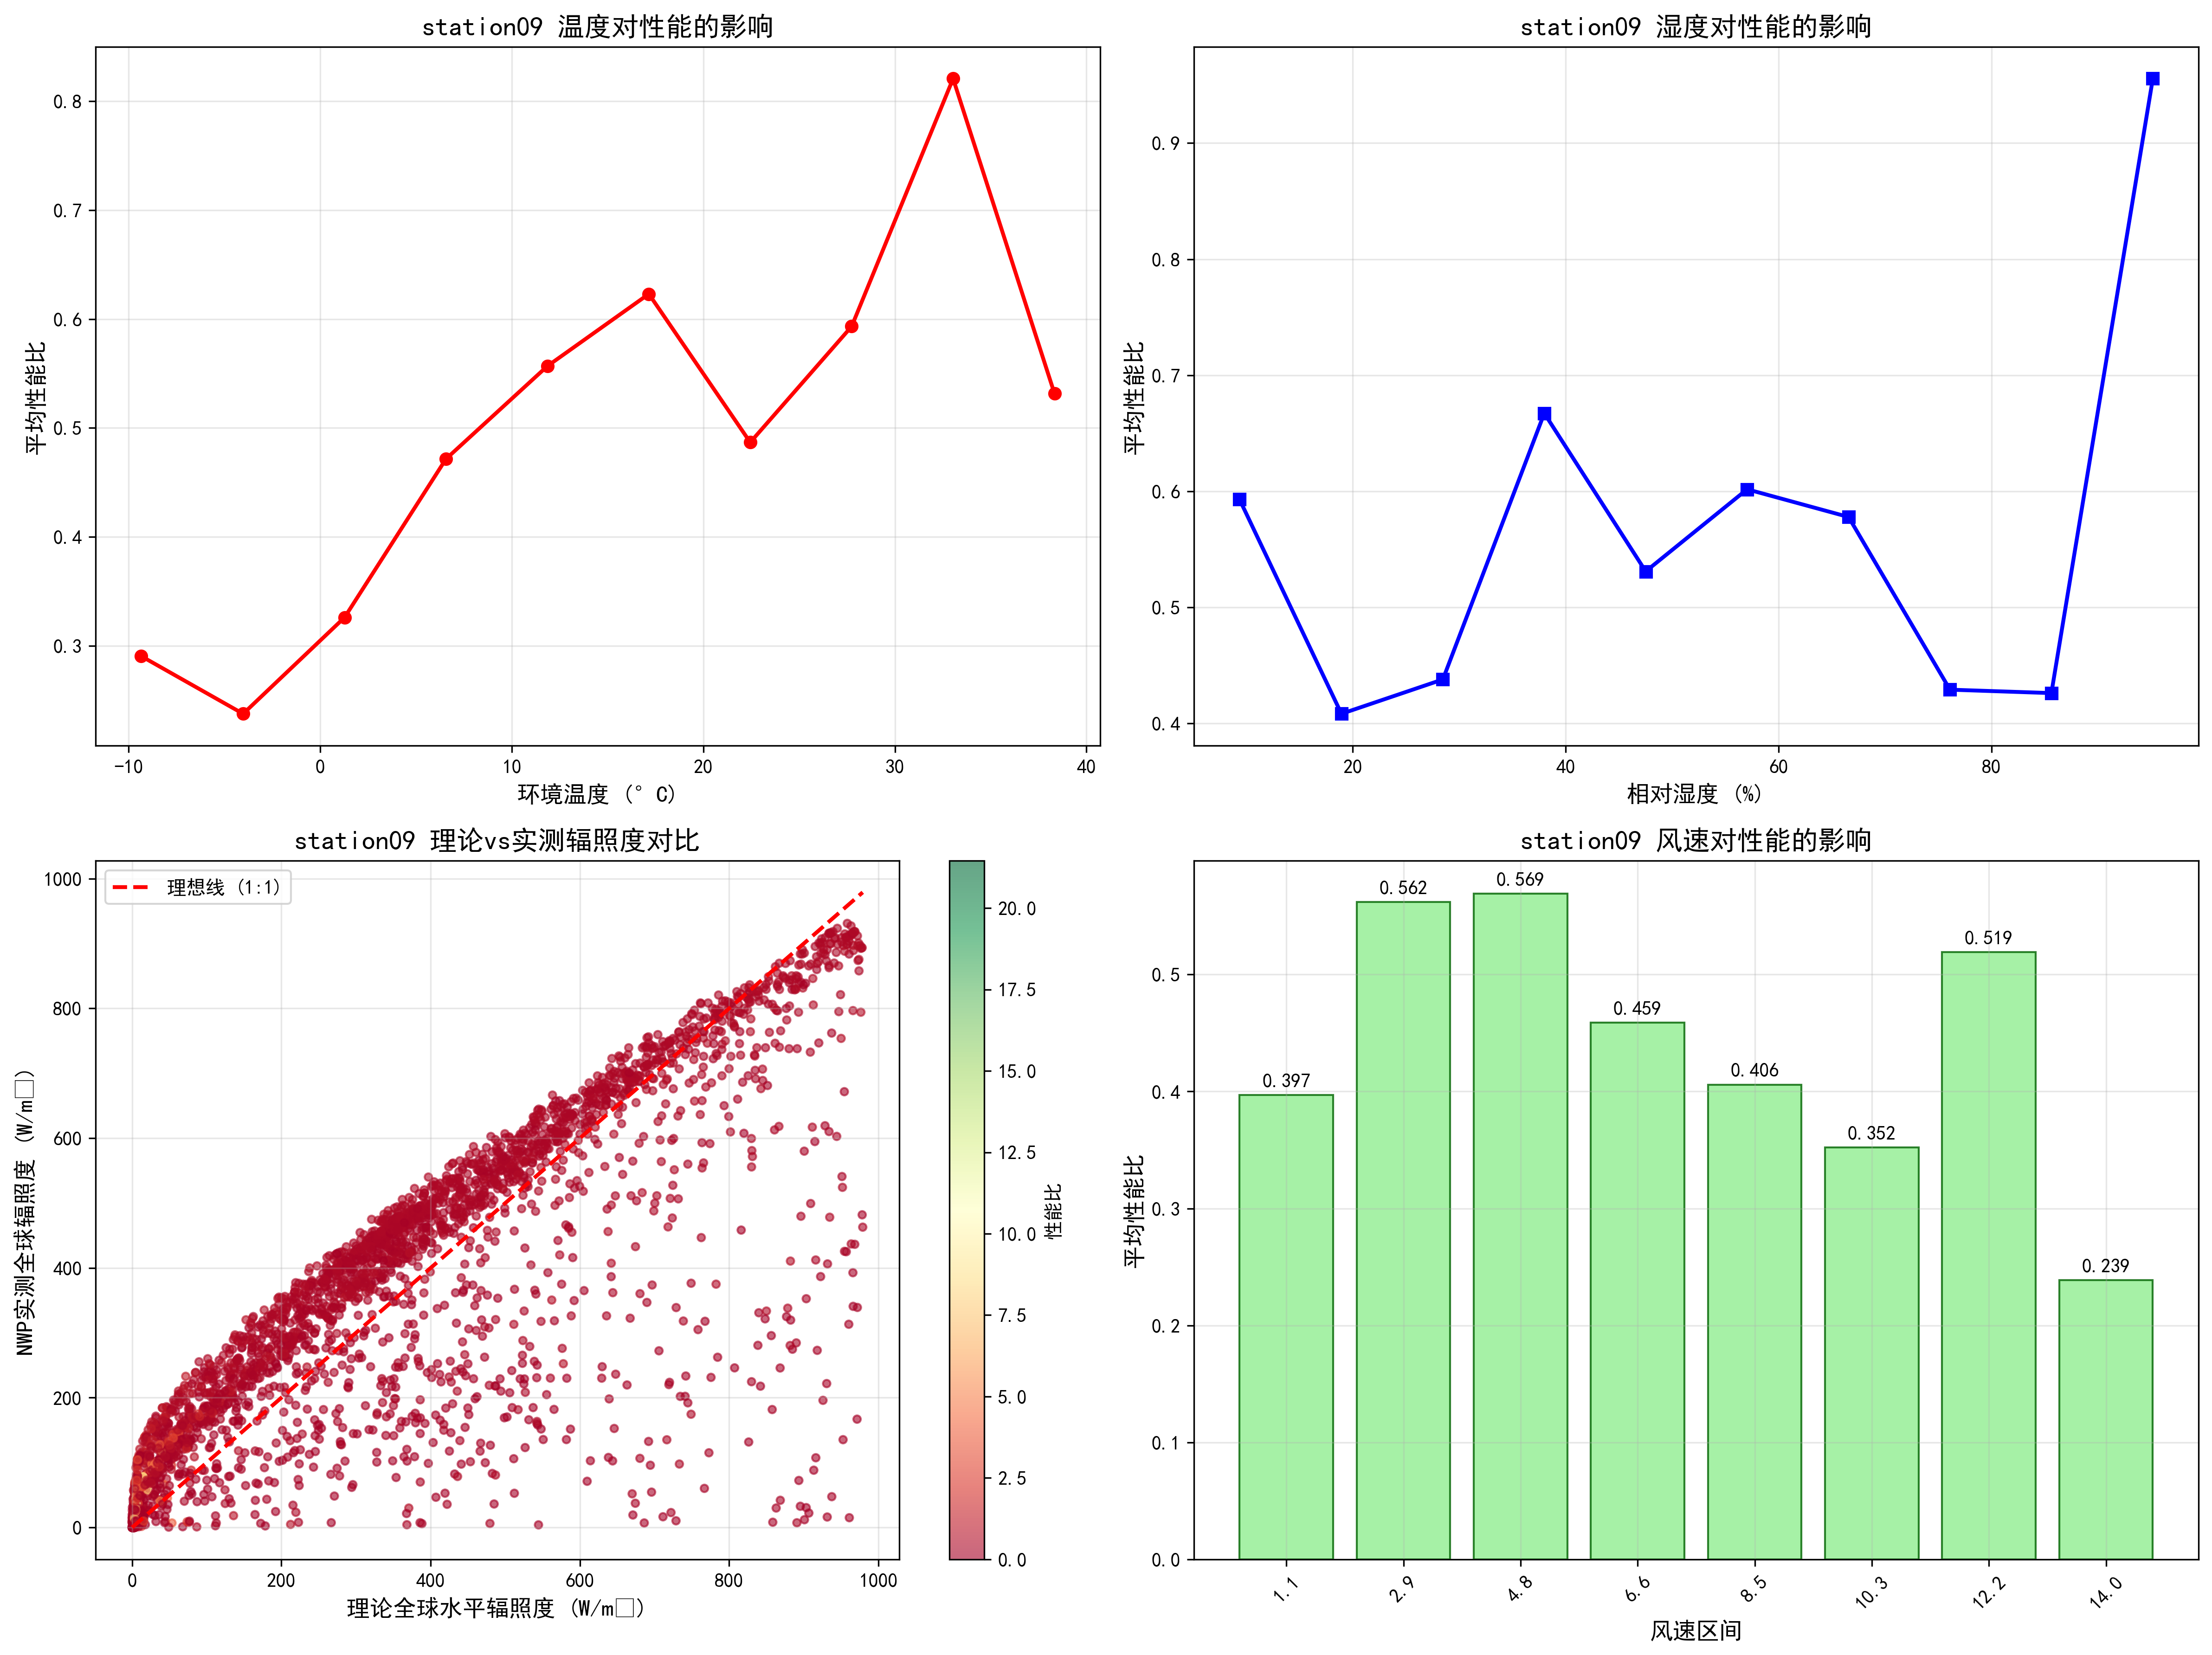 station09 温度对性能的影响
平均性能比
0.8
0.7
0.6
0.5
0.4
0.3
-10 0 10 20 30 40
环境温度 (° C)
station09 湿度对性能的影响
平均性能比
0.9
0.8
0.7
0.6
0.5
0.4
20 40 60 80
相对湿度 (%)
station09 理论vs实测辐照度对比
理想线 (1:1)
NWP实测全球辐照度 (W/m□)
1000
800
600
400
200
0
0 200 400 600 800 1000
理论全球水平辐照度 (W/m□)
20.0
17.5
15.0
12.5
10.0
7.5
5.0
2.5
0.0
性能比
station09 风速对性能的影响
平均性能比
0.5
0.4
0.3
0.2
0.1
0.0
0.397 0.562 0.569 0.459 0.406 0.352 0.519 0.239
1.1 2.9 4.8 6.6 8.5 10.3 12.2 14.0
风速区间